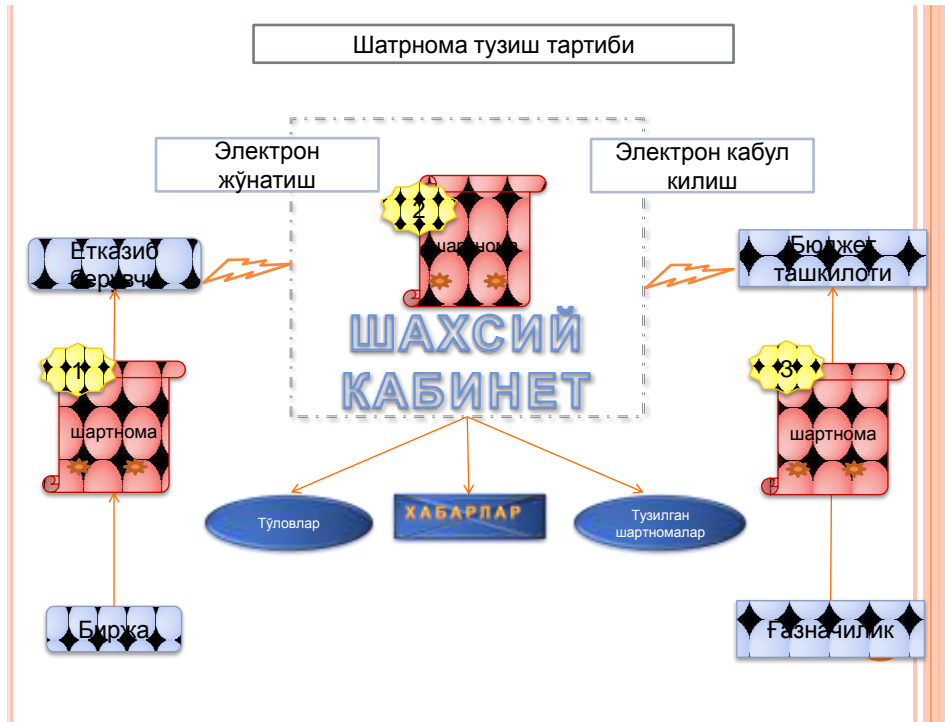 Шатрнома тузиш тартиби
Электрон
жўнатиш
Электрон кабул
килиш
2
шартнома
Етказиб
берувчи
Бюджет
ташкилоти
ШАХСИЙ
КАБИНЕТ
1
шартнома
3
шартнома
Тўловлар
ХАБАРЛАР
Тузилган
шартномалар
Биржа
Ғазначилик